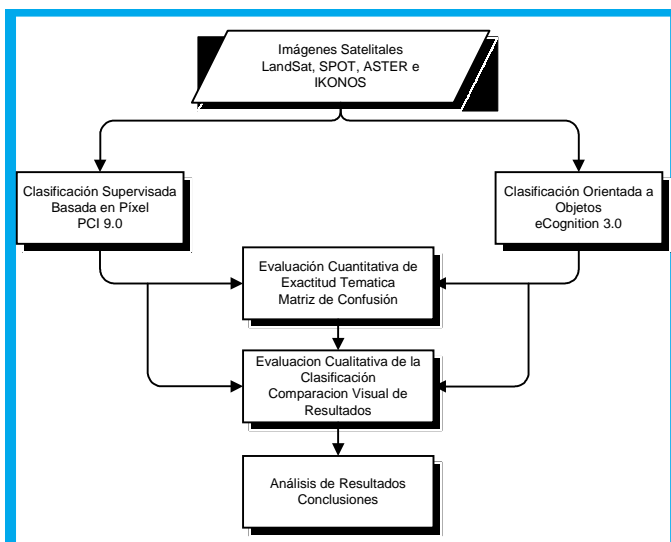 Imágenes Satelitales
LandSat, SPOT, ASTER e
IKONOS
Clasificación Supervisada
Basada en Píxel
PCI 9.0
Clasificación Orientada a
Objetos
eCognition 3.0
Evaluación Cuantitativa de
Exactitud Tematica
Matriz de Confusión
Evaluacion Cualitativa de la
Clasificación
Comparacion Visual de
Resultados
Análisis de Resultados
Conclusiones